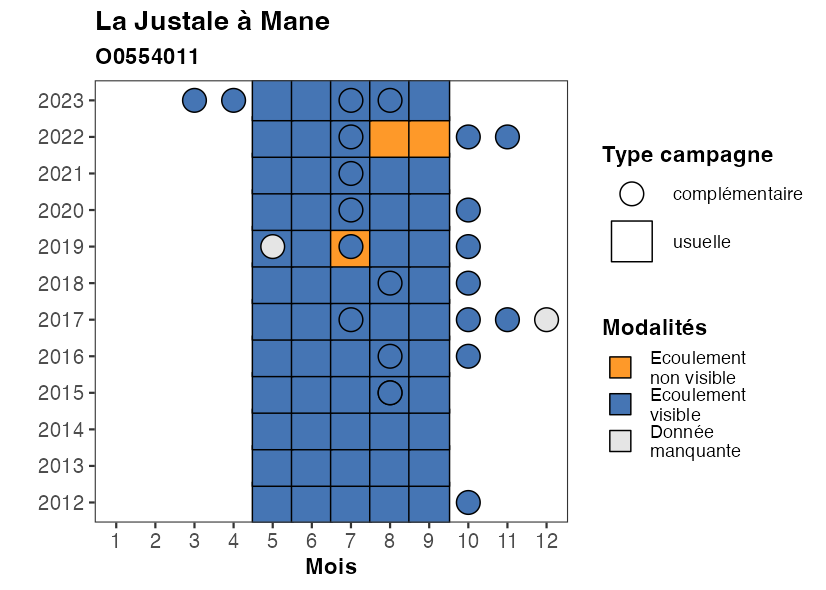 La Justale à Mane
O0554011
2023
2022
2021
2020
2019
2018
2017
2016
2015
2014
2013
2012
1 2 3 4 5 6 7 8 9 10 11 12
Mois
Type campagne
complémentaire
usuelle
Modalités
Ecoulement
non visible
Ecoulement
visible
Donnée
manquante